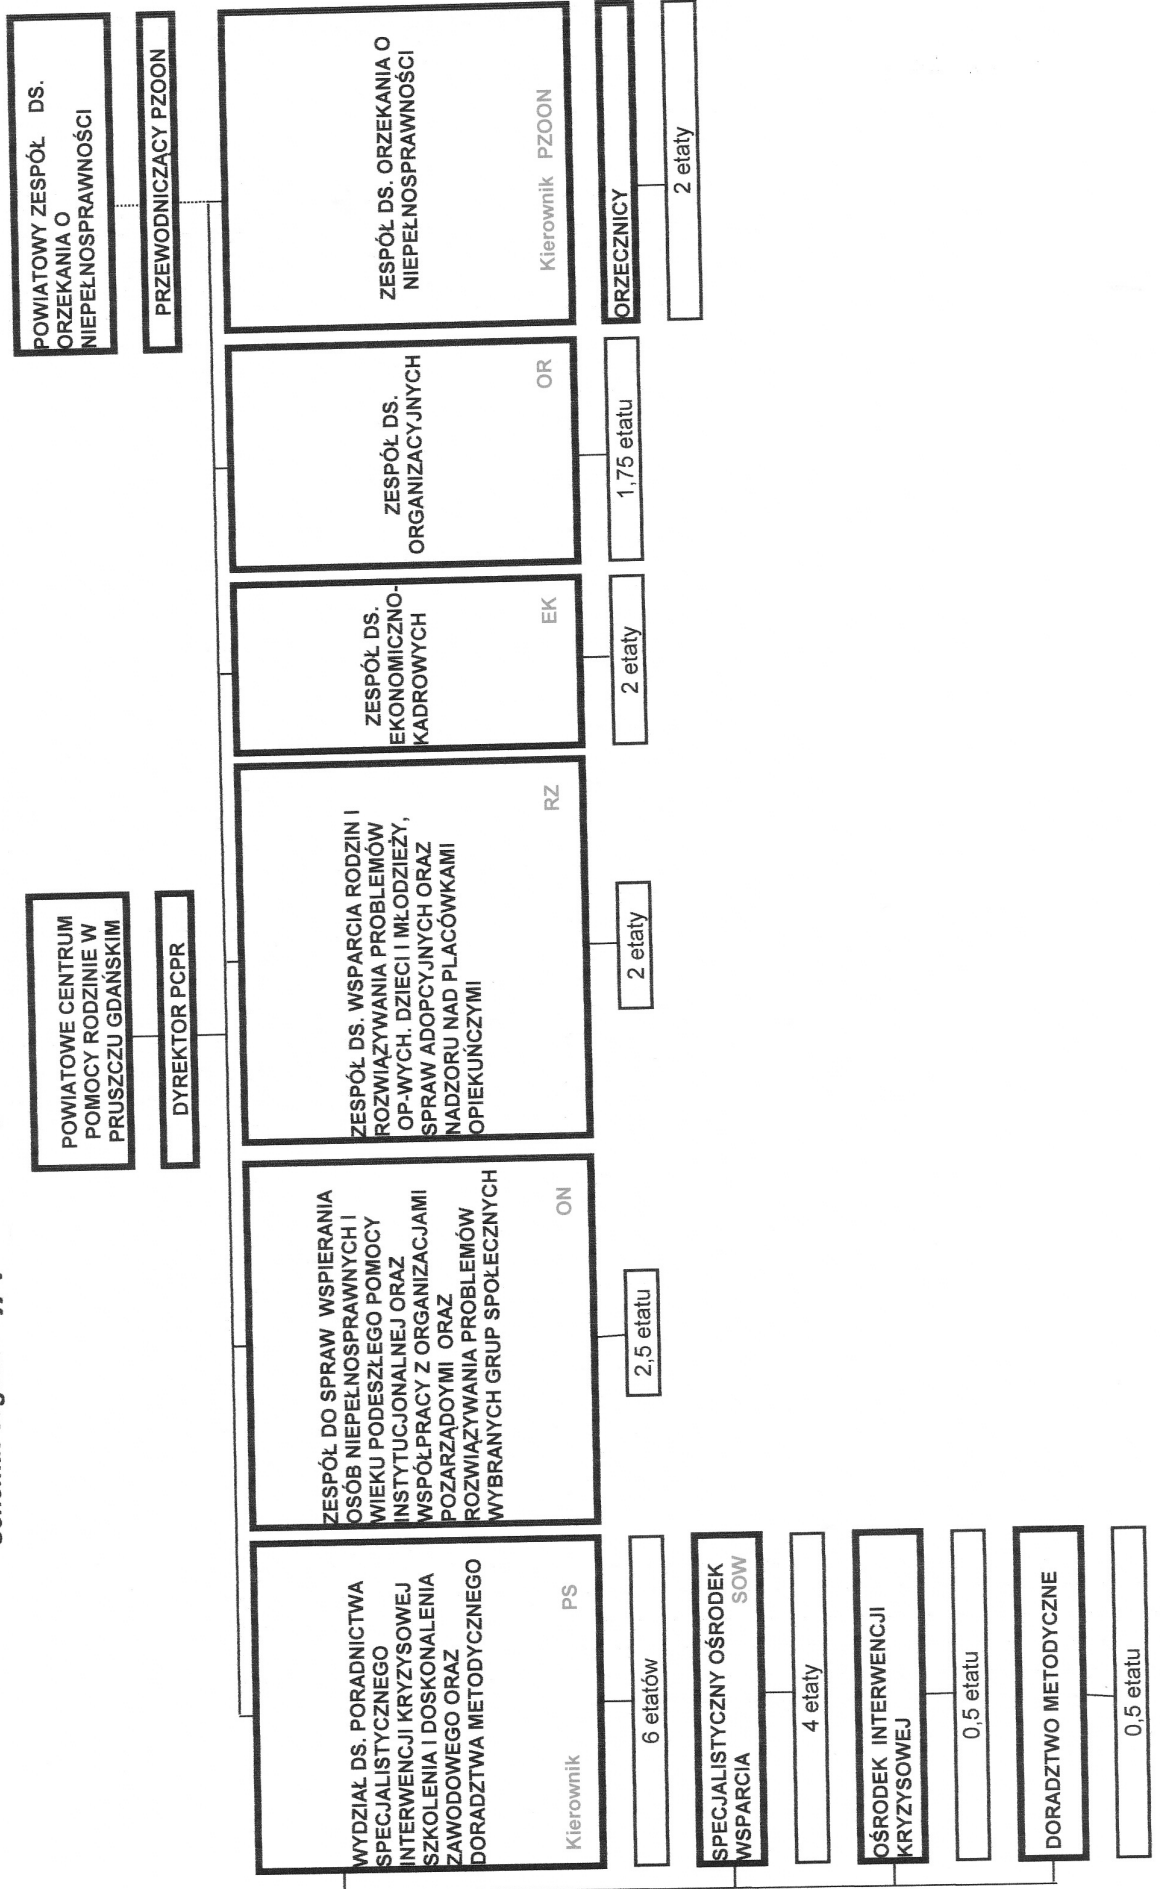 POWIATOWE CENTRUM
POMOCY RODZINIE W
PRUSZCZU GDAŃSKIM
DYREKTOR PCPR
POWIATOWY ZESPÓŁ DS.
ORZEKANIA O
NIEPEŁNOSPRAWNOŚCI
PRZEWODNICZĄCY PZOON
WYDZIAŁ DS. PORADNICTWA
SPECJALISTYCZNEGO
INTERWENCJI KRYZYSOWEJ
SZKOLENIA I DOSKONALENIA
ZAWODOWEGO ORAZ
DORADZTWA METODYCZNEGO
Kierownik PS
6 etatów
SPECJALISTYCZNY OŚRODEK
WSPARCIA
SOW
4 etaty
OŚRODEK INTERWENCJI
KRYZYSOWEJ
0,5 etatu
DORADZTWO METODYCZNE
0,5 etatu
ZESPÓŁ DO SPRAW WSPIERANIA
OSÓB NIEPEŁNOSPRAWNYCH I
WIEKU PODESZŁEGO POMOCY
INSTYTUCJONALNEJ ORAZ
WSPÓŁPRACY Z ORGANIZACJAMI
POZARZĄDOYMI ORAZ
ROZWIĄZYWANIA PROBLEMÓW
WYBRANYCH GRUP SPOŁECZNYCH
ON
2,5 etatu
ZESPÓŁ DS. WSPARCIA RODZIN I
ROZWIĄZYWANIA PROBLEMÓW
OP-WYCH. DZIECI I MŁODZIEŻY,
SPRAW ADOPCYJNYCH ORAZ
NADZORU NAD PLACÓWKAMI
OPIEKUŃCZYMI
RZ
2 etaty
ZESPÓŁ DS.
EKONOMICZNO-
KADROWYCH
EK
2 etaty
ZESPÓŁ DS.
ORGANIZACYJNYCH
OR
1,75 etatu
ZESPÓŁ DS. ORZEKANIA O
NIEPEŁNOSPRAWNOŚCI
Kierownik PZOON
ORZECZNICY
2 etaty